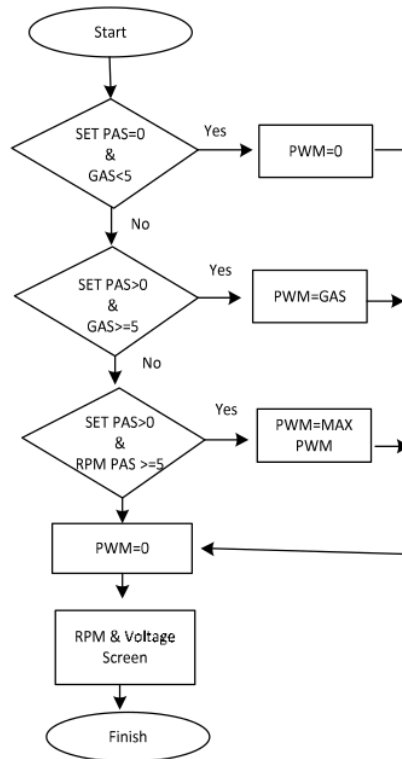 Start
SET PAS=0
&
GAS<5
Yes
PWM=0
No
SET PAS>0
&
GAS>=5
Yes
PWM=GAS
No
SET PAS>0
&
RPM PAS >=5
Yes
PWM=MAX
PWM
PWM=0
RPM & Voltage
Screen
Finish